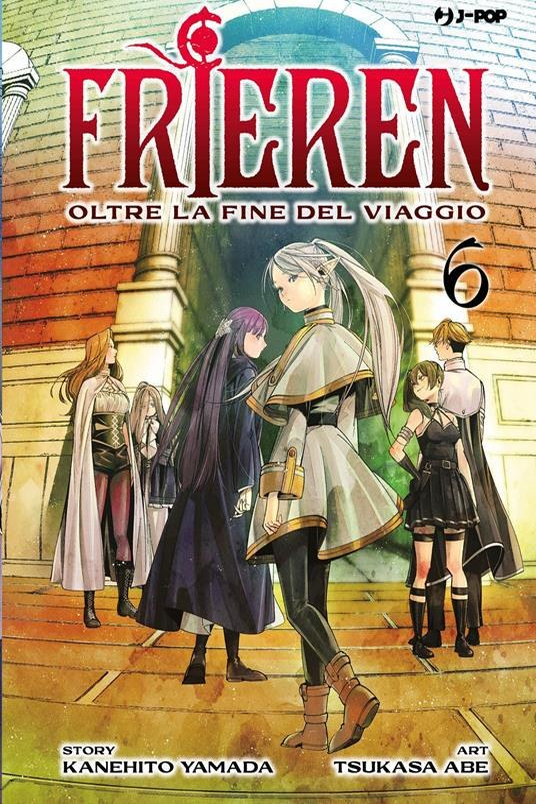 J-POP
FRIEREN
OLTRE LA FINE DEL VIAGGIO
6
STORY
KANEHITO YAMADA
ART
TSUKASA ABE